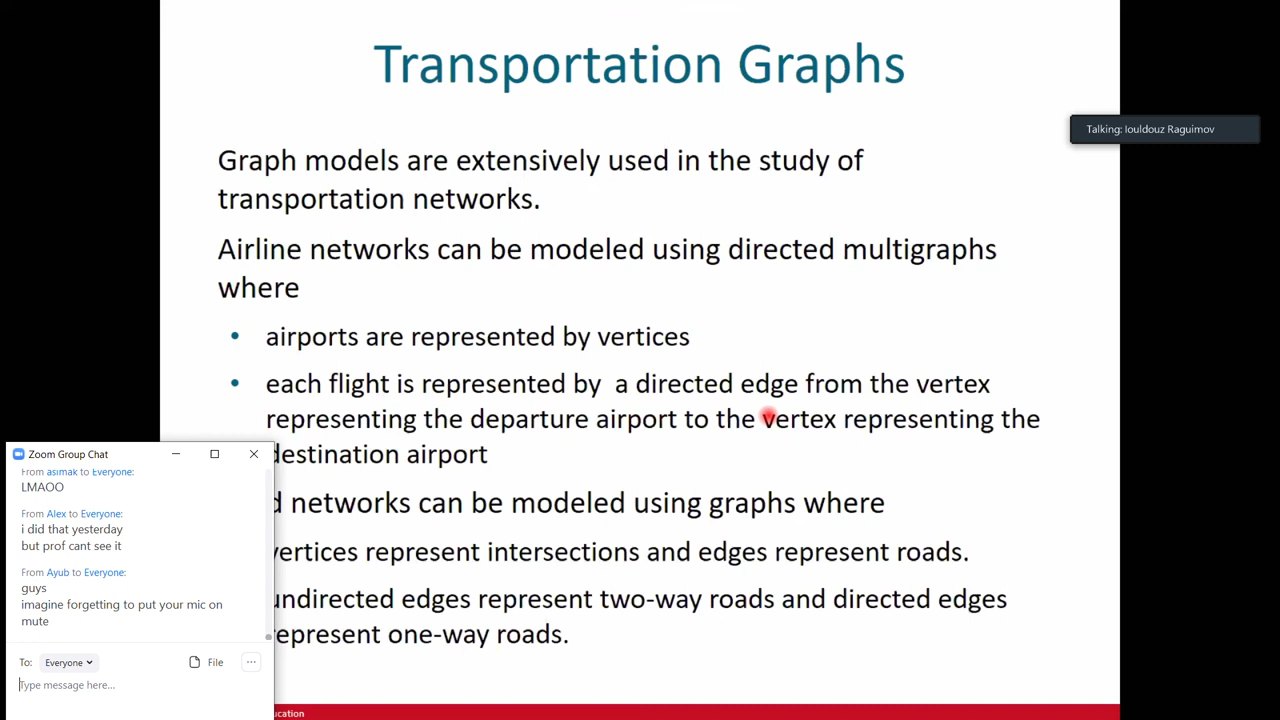 Transportation Graphs
Talking: Iouldouz Raguimov
Graph models are extensively used in the study of
transportation networks.
Airline networks can be modeled using directed multigraphs
where
• airports are represented by vertices
• each flight is represented by a directed edge from the vertex
representing the departure airport to the vertex representing the
destination airport
networks can be modeled using graphs where
vertices represent intersections and edges represent roads.
undirected edges represent two-way roads and directed edges
represent one-way roads.
Zoom Group Chat
From asimak to Everyone:
LMAOO
From Alex to Everyone:
i did that yesterday
but prof cant see it
From Ayub to Everyone:
guys
imagine forgetting to put your mic on
mute
To: Everyone File ...
Type message here...